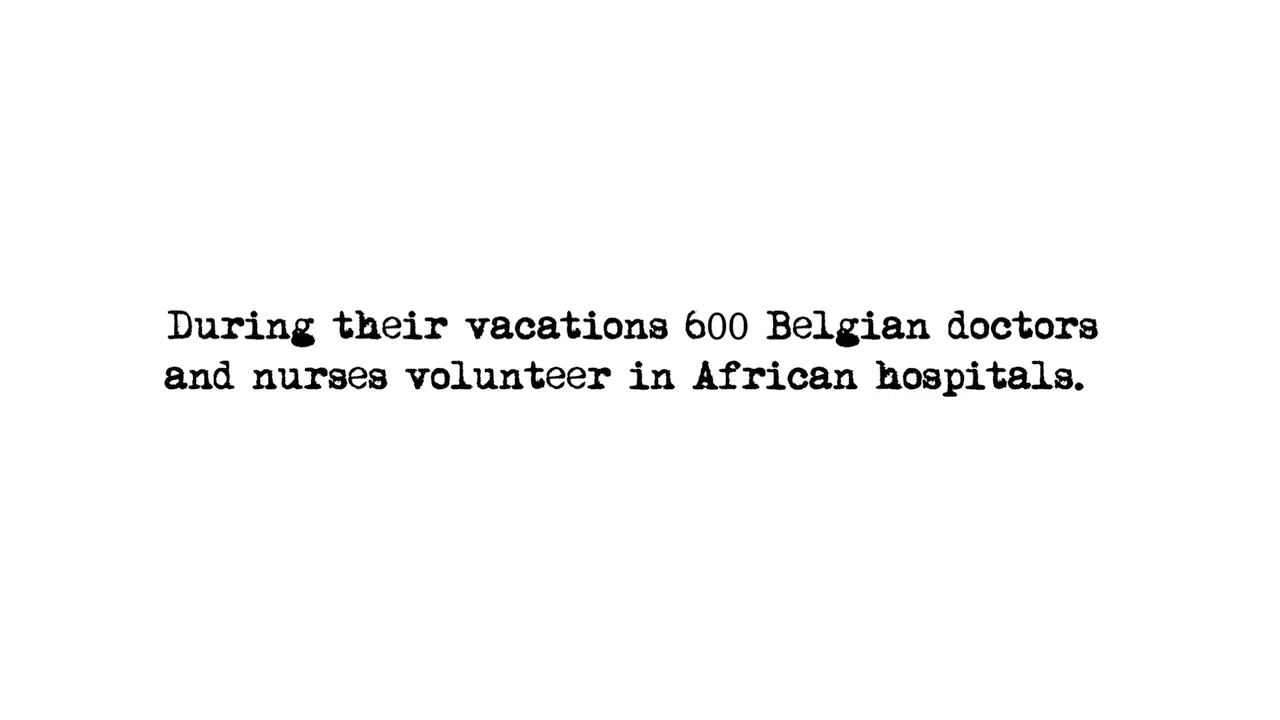 During their vacations 600 Belgian doctors
and nurses volunteer in African hospitals.